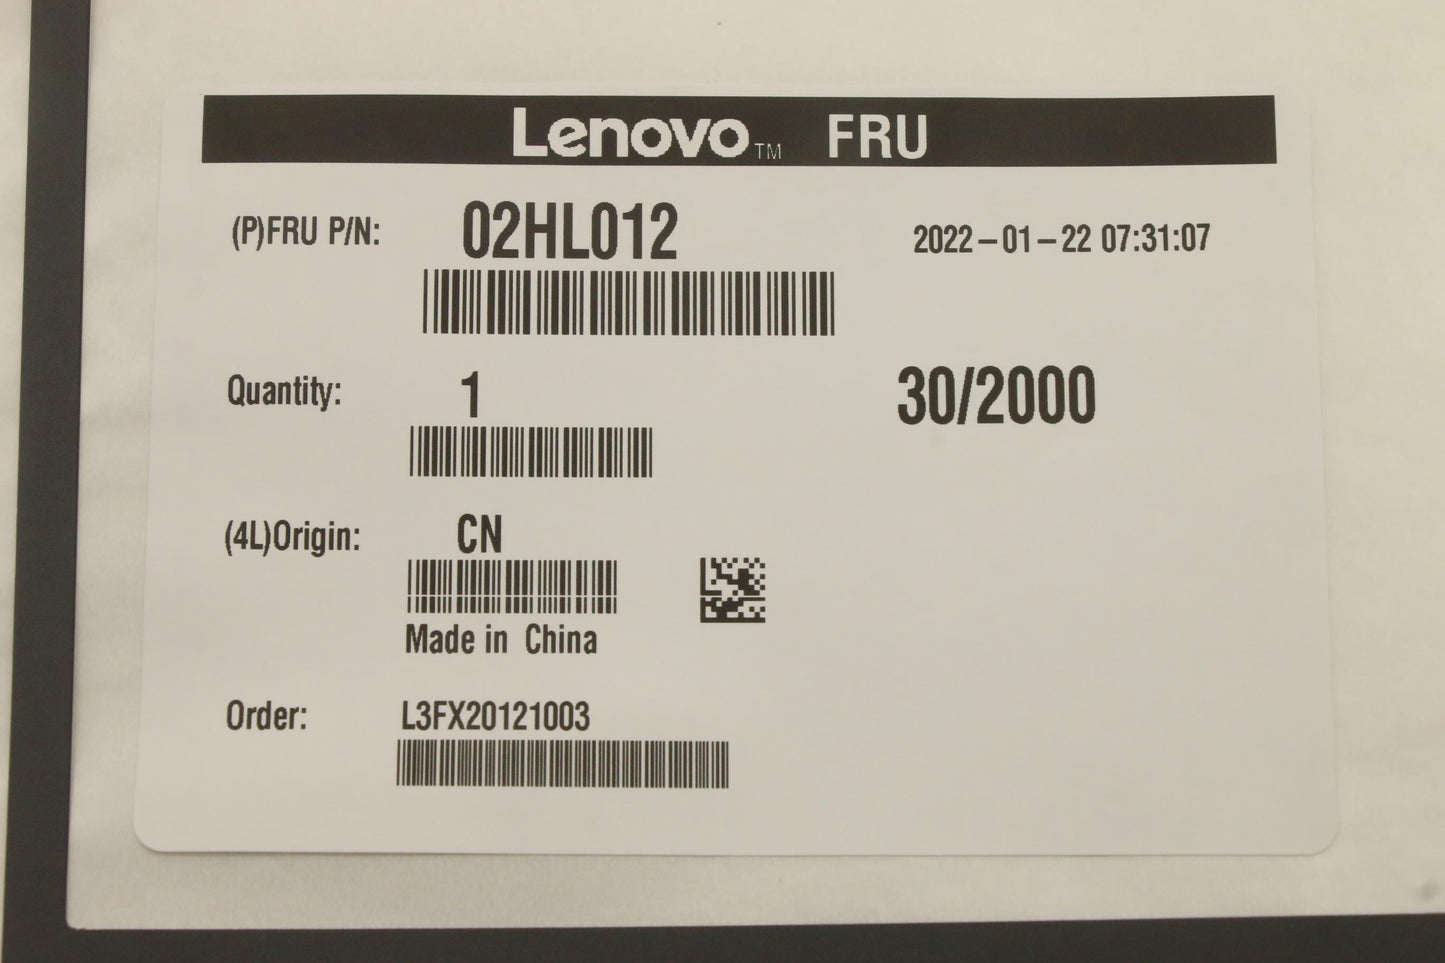 Lenovo™ FRU
(P)FRU P/N: 02HL012 2022-01-22 07:31:07
Quantity: 1 30/2000
(4L)Origin: CN
Made in China
Order: L3FX20121003